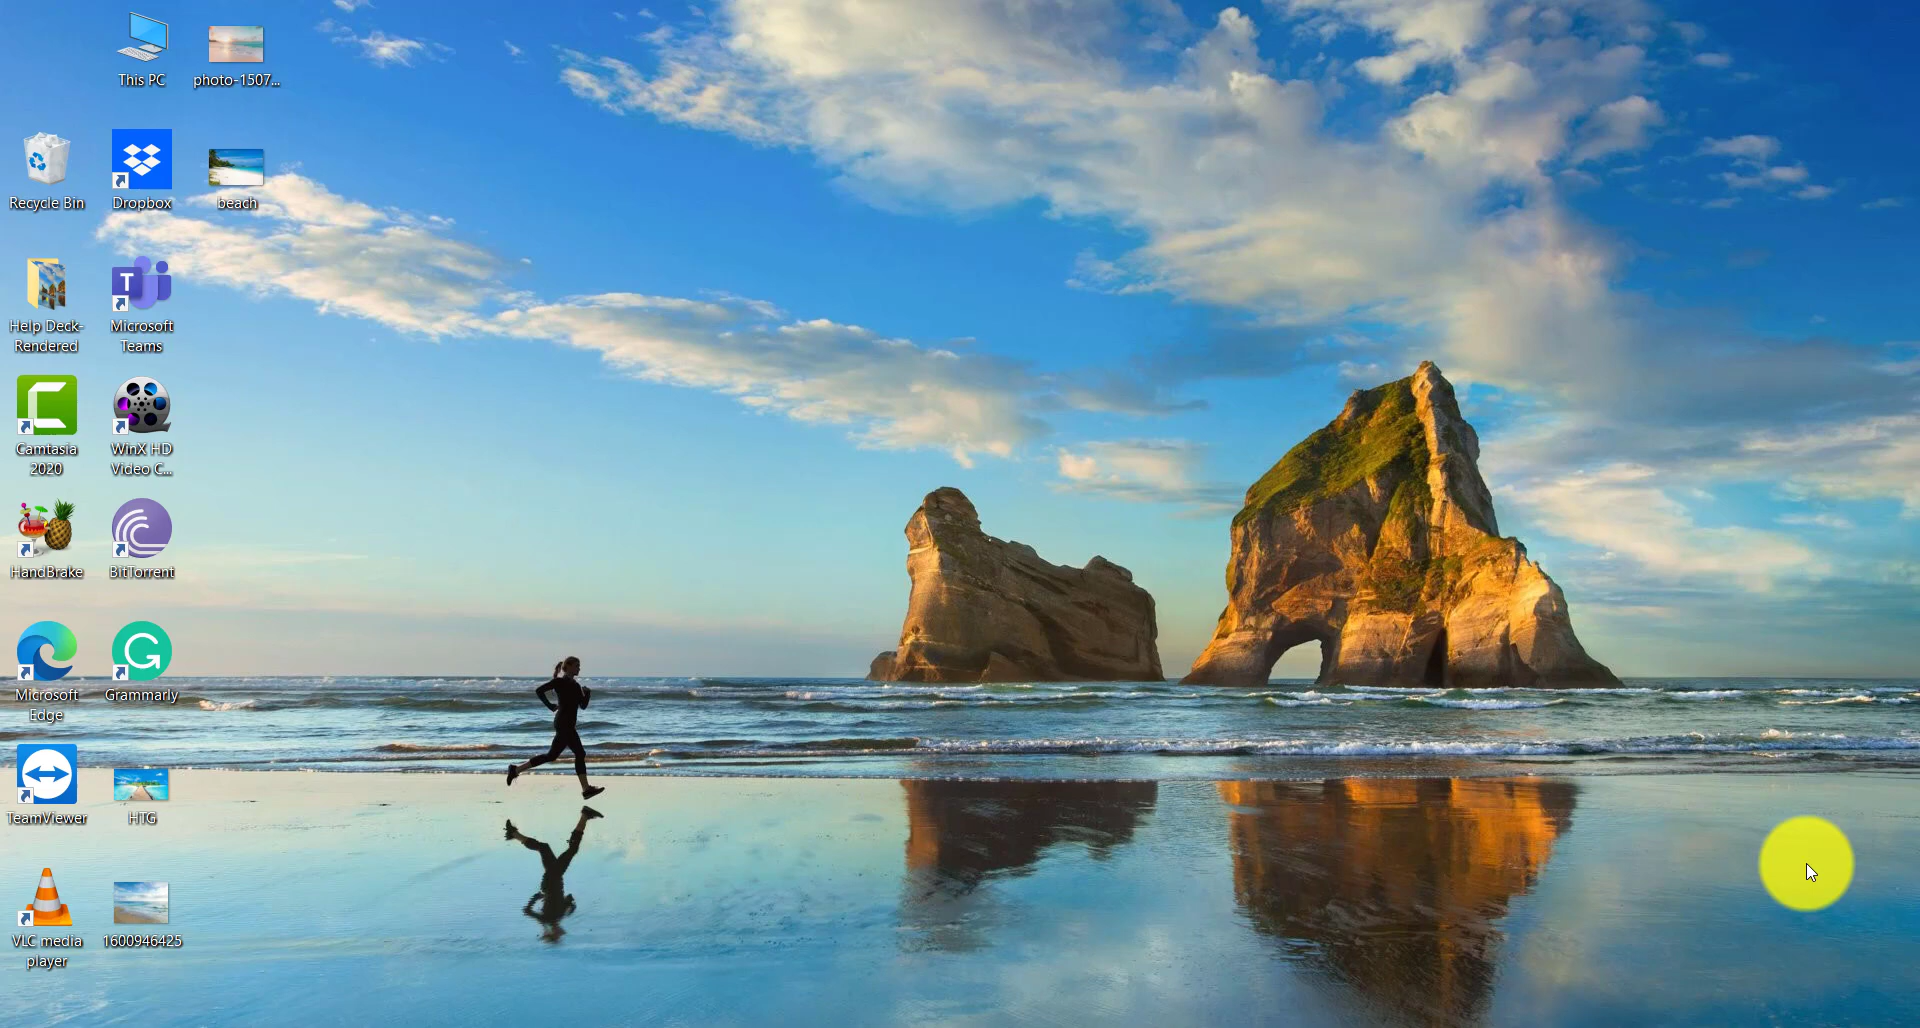 This PC
photo-1507...
Recycle Bin
Dropbox
beach
Help Deck-
Rendered
T
Microsoft
Teams
Camtasia
2020
WinX HD
Video C...
HandBrake
BitTorrent
Microsoft
Edge
G
Grammarly
TeamViewer
HTG
VLC media
player
1600946425